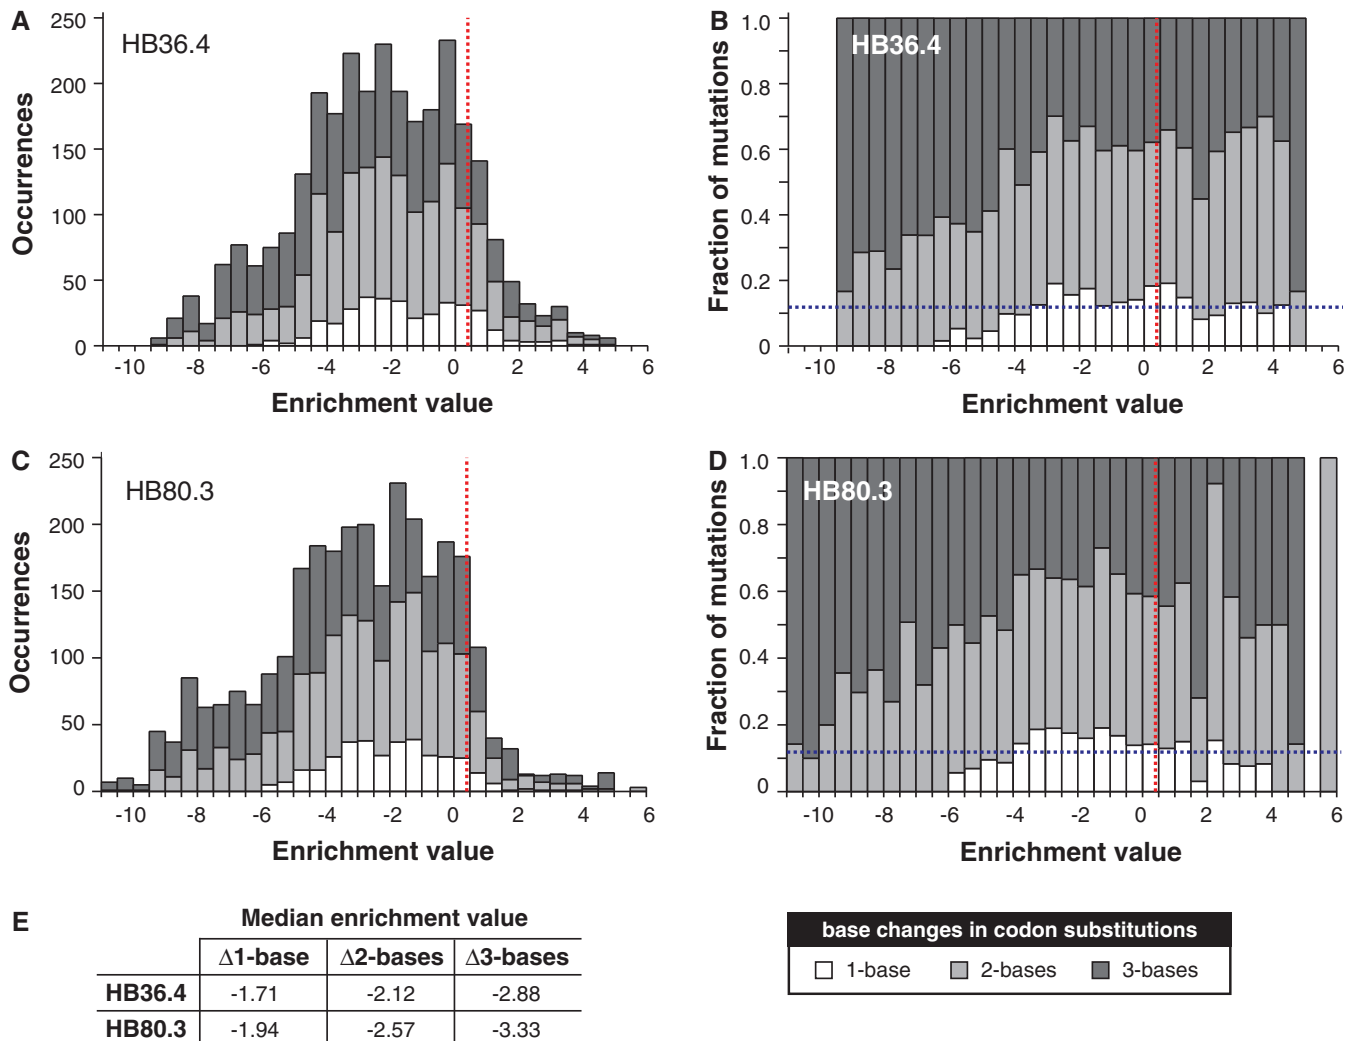 A
HB36.4
250
200
150
100
50
0
Occurrences
-10 -8 -6 -4 -2 0 2 4 6
Enrichment value
B
HB36.4
1.0
0.8
0.6
0.4
0.2
0
Fraction of mutations
-10 -8 -6 -4 -2 0 2 4 6
Enrichment value
C
HB80.3
250
200
150
100
50
0
Occurrences
-10 -8 -6 -4 -2 0 2 4 6
Enrichment value
D
HB80.3
1.0
0.8
0.6
0.4
0.2
0
Fraction of mutations
-10 -8 -6 -4 -2 0 2 4 6
Enrichment value
E
Median enrichment value
Δ1-base Δ2-bases Δ3-bases
HB36.4 -1.71 -2.12 -2.88
HB80.3 -1.94 -2.57 -3.33
base changes in codon substitutions
1-base 2-bases 3-bases